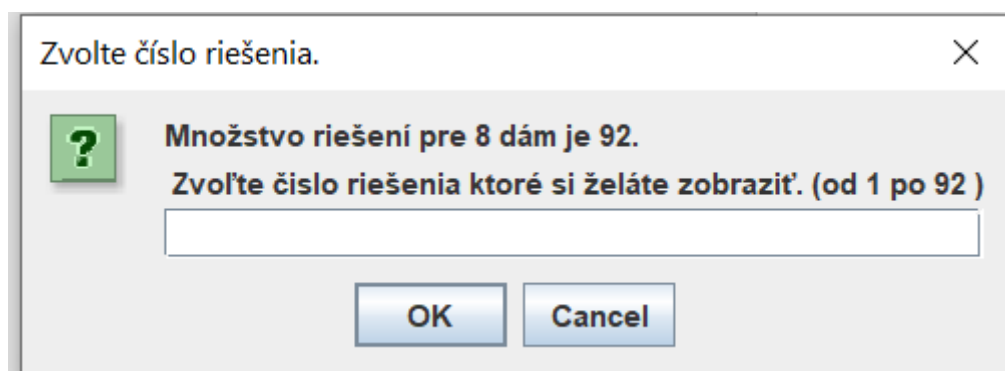 Zvolte číslo riešenia.
?
Množstvo riešení pre 8 dám je 92.
Zvoľte čislo riešenia ktoré si želáte zobraziť. (od 1 po 92 )
OK
Cancel